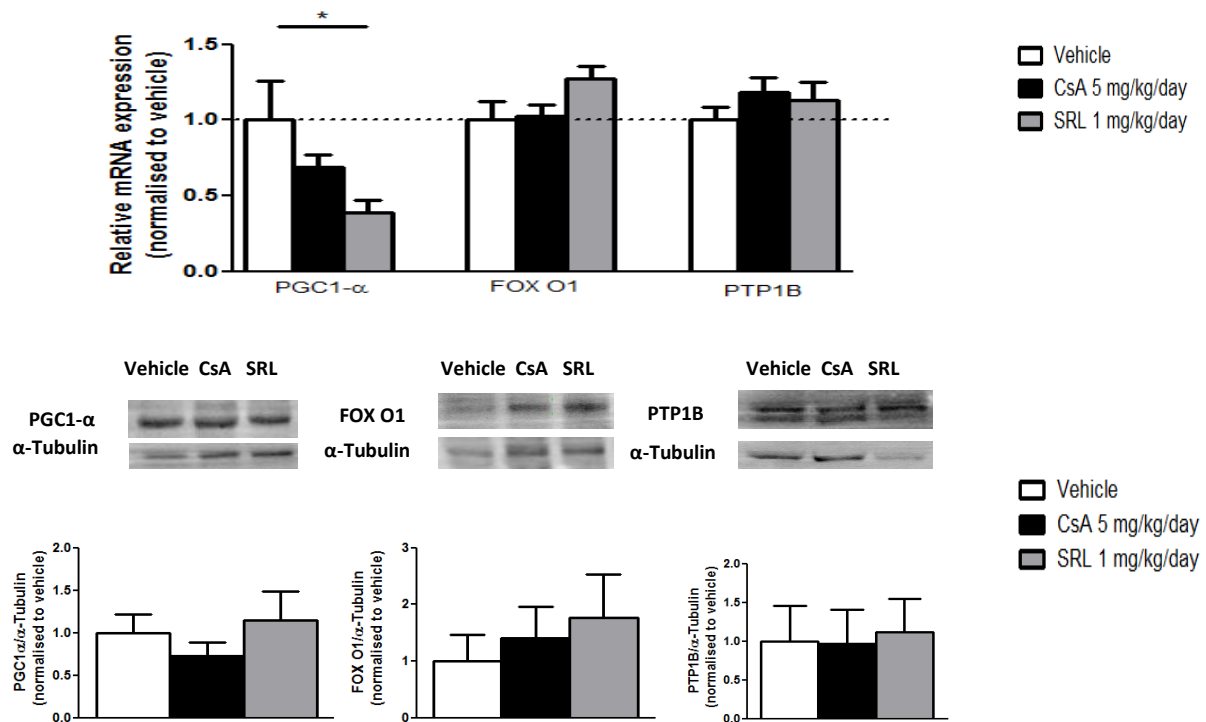 *
Relative mRNA expression
(normalised to vehicle)
1.5
1.0
0.5
0.0
PGC1-α
FOX O1
PTP1B
Vehicle
CsA 5 mg/kg/day
SRL 1 mg/kg/day
Vehicle CsA SRL
PGC1-α
α-Tubulin
Vehicle CsA SRL
FOX O1
α-Tubulin
Vehicle CsA SRL
PTP1B
α-Tubulin
Vehicle
CsA 5 mg/kg/day
SRL 1 mg/kg/day
PGC1α/α-Tubulin
(normalised to vehicle)
2.0
1.5
1.0
0.5
0.0
FOX O1/α-Tubulin
(normalised to vehicle)
3
2
1
0
PTP1B/α-Tubulin
(normalised to vehicle)
2.0
1.5
1.0
0.5
0.0